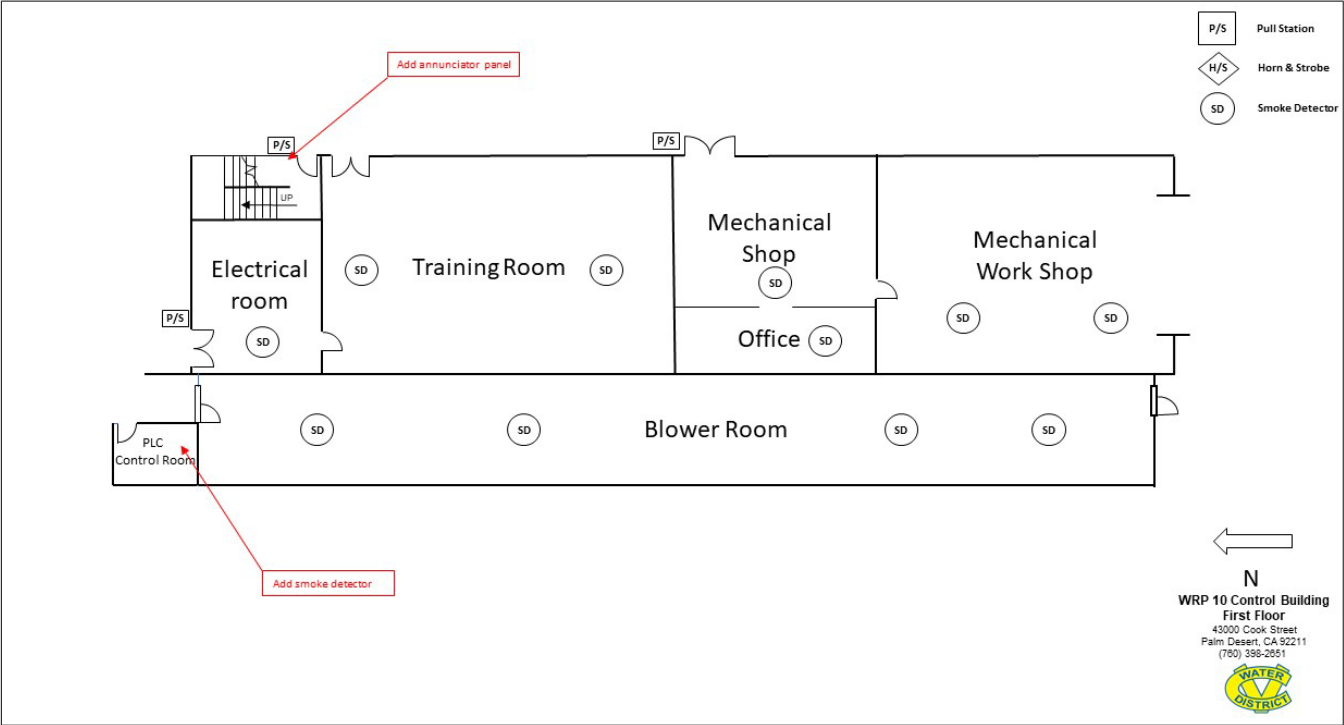 P/S Pull Station
H/S Horn & Strobe
SD Smoke Detector
Add annunciator panel
P/S
P/S
UP
Mechanical
Shop
SD
Mechanical
Work Shop
SD
SD
Electrical
room
SD
SD
Training Room
SD
P/S
Office
SD
SD
SD
Blower Room
SD
SD
PLC
Control Room
Add smoke detector
N
WRP 10 Control Building
First Floor
43000 Cook Street
Palm Desert, CA 92211
(760) 398-2651
WATER
CV
DISTRICT